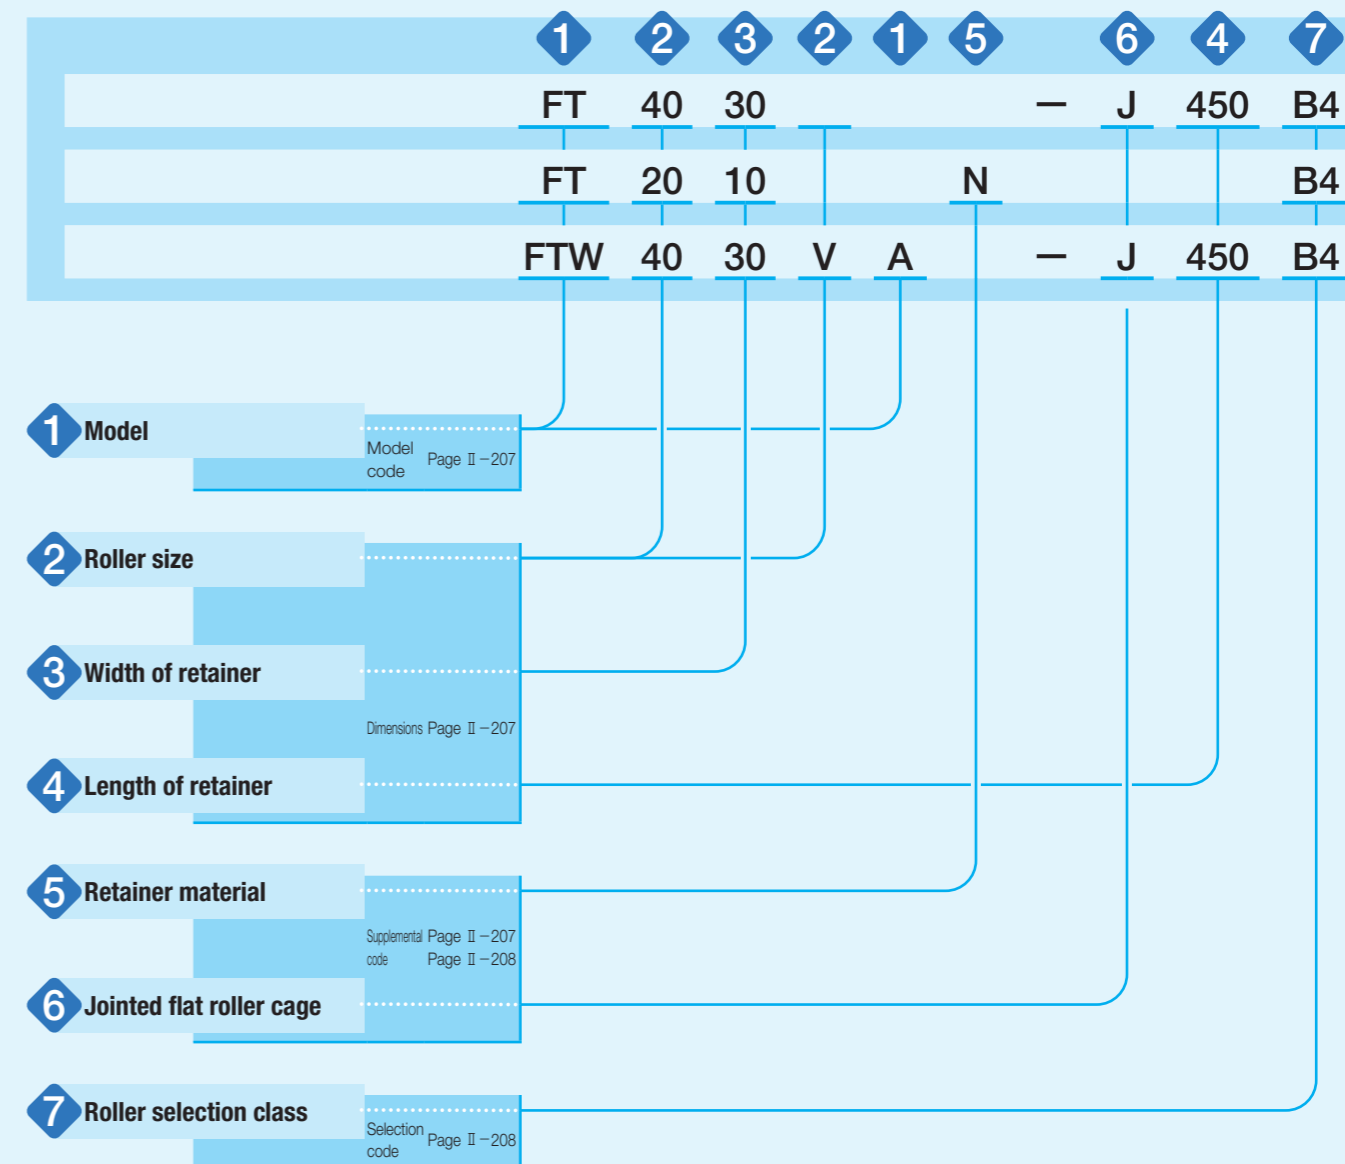 1 2 3 2 1 5 6 4 7
FT 40 30 — J 450 B4
FT 20 10 N B4
FTW 40 30 V A — J 450 B4
1 Model
Model code Page Ⅱ－207
2 Roller size
3 Width of retainer
Dimensions Page Ⅱ－207
4 Length of retainer
5 Retainer material
Supplemental code Page Ⅱ－207
Page Ⅱ－208
6 Jointed flat roller cage
7 Roller selection class
Selection code Page Ⅱ－208